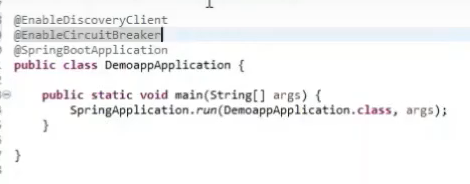 @EnableDiscoveryClient
@EnableCircuitBreaker
@SpringBootApplication
public class DemoappApplication {
public static void main(String[] args) {
SpringApplication.run(DemoappApplication.class, args);
}
}